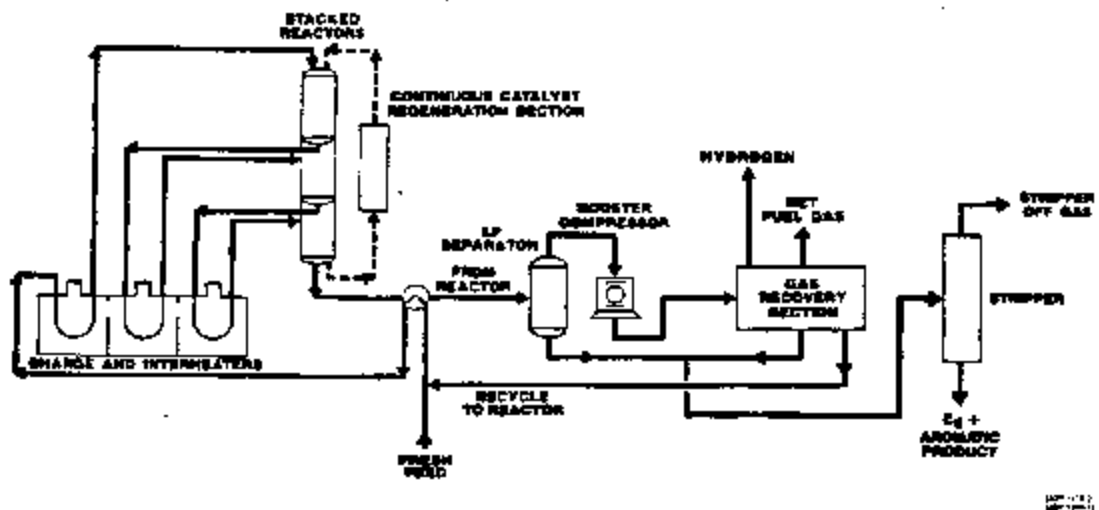 STACKED
REACTORS
CONTINUOUS CATALYST
REGENERATION SECTION
HYDROGEN
NET
FUEL GAS
STRIPPER
OFF GAS
BOOSTER
COMPRESSOR
LP
SEPARATOR
FROM
REACTOR
GAS
RECOVERY
SECTION
STRIPPER
CHARGE AND INTERHEATERS
RECYCLE
TO REACTOR
C6 +
AROMATIC
PRODUCT
FRESH
FEED